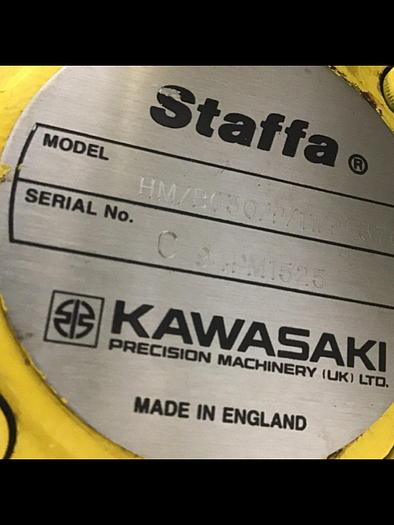 Staffa®
MODEL
SERIAL No.
KAWASAKI
PRECISION MACHINERY (UK) LTD.
MADE IN ENGLAND